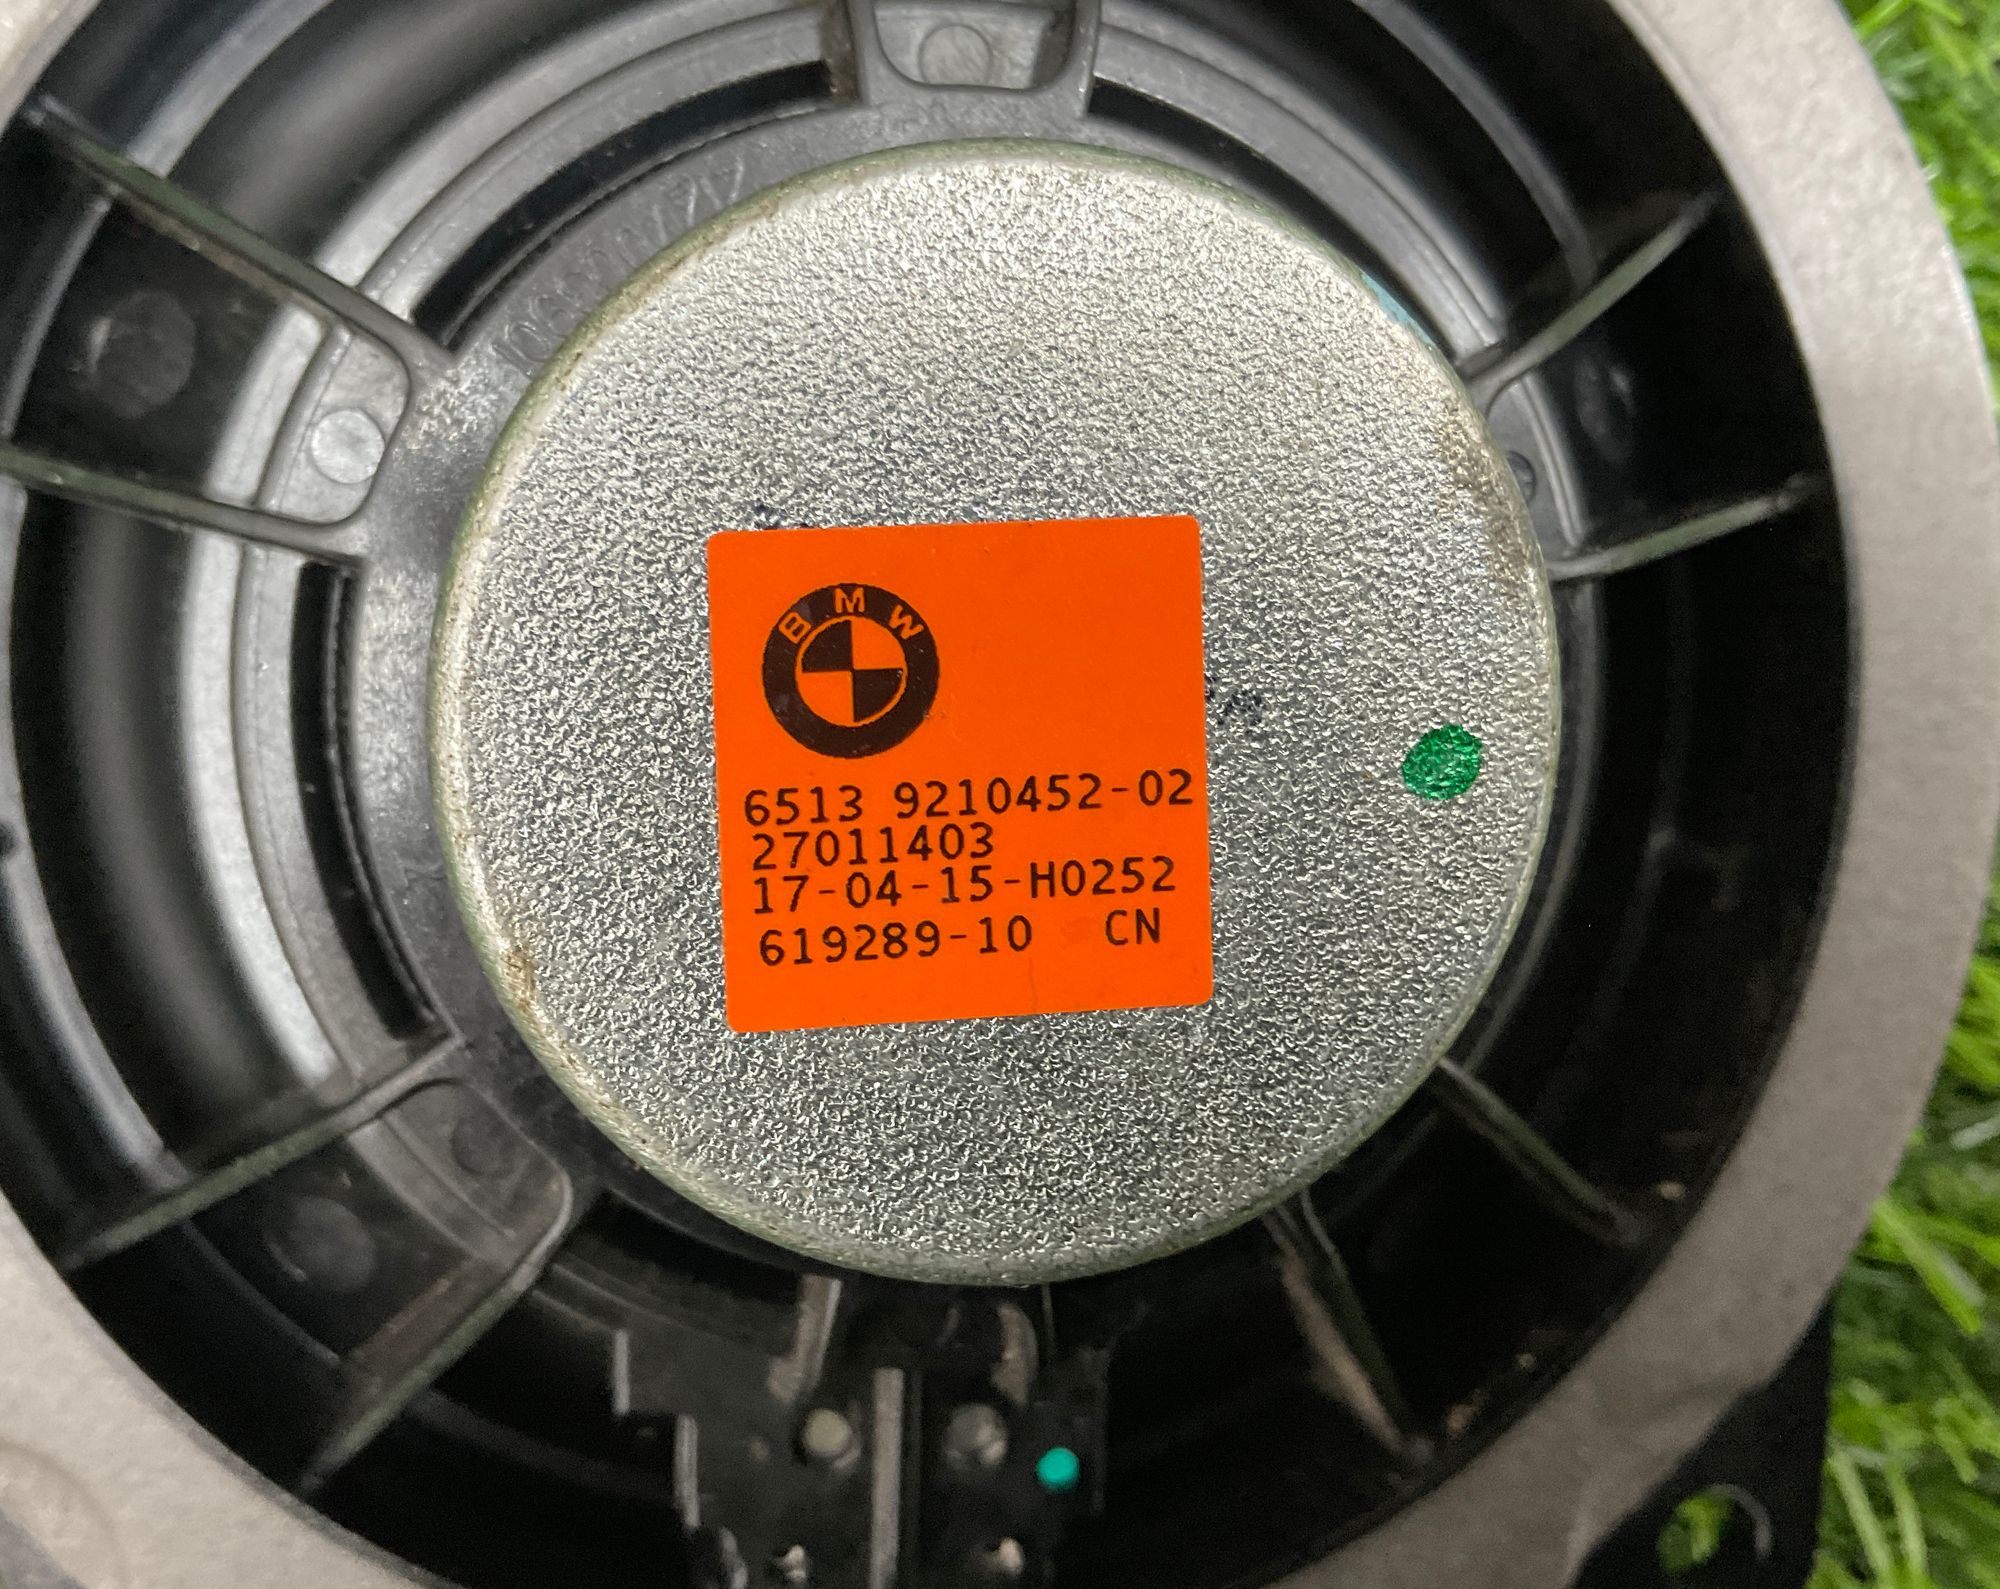 BMW
6513 9210452-02
27011403
17-04-15-H0252
619289-10 CN